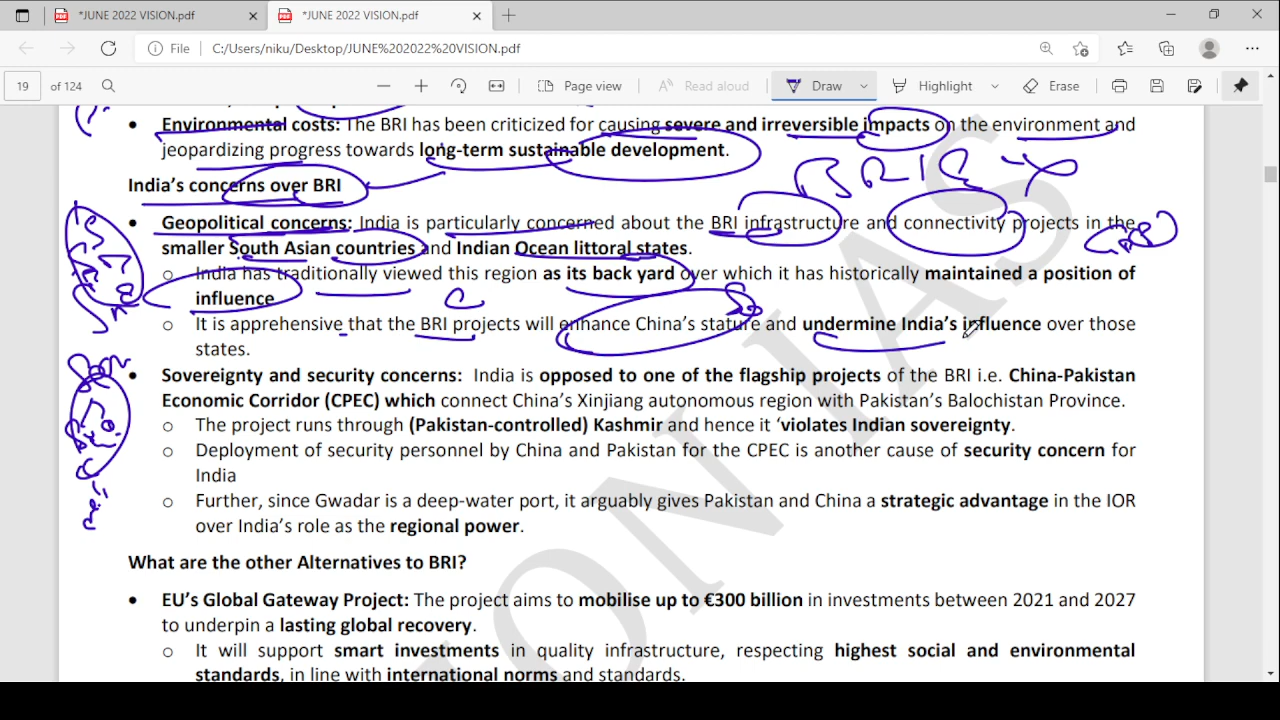 *JUNE 2022 VISION.pdf
*JUNE 2022 VISION.pdf
File C:/Users/niku/Desktop/JUNE%202022%20VISION.pdf
19 of 124 Page view Read aloud Draw Highlight Erase
Environmental costs: The BRI has been criticized for causing severe and irreversible impacts on the environment and
jeopardizing progress towards long-term sustainable development.
India's concerns over BRI
Geopolitical concerns: India is particularly concerned about the BRI infrastructure and connectivity projects in the
smaller South Asian countries and Indian Ocean littoral states.
India has traditionally viewed this region as its back yard over which it has historically maintained a position of
influence
It is apprehensive that the BRI projects will enhance China's stature and undermine India's influence over those
states.
Sovereignty and security concerns: India is opposed to one of the flagship projects of the BRI i.e. China-Pakistan
Economic Corridor (CPEC) which connect China's Xinjiang autonomous region with Pakistan's Balochistan Province.
The project runs through (Pakistan-controlled) Kashmir and hence it 'violates Indian sovereignty.
Deployment of security personnel by China and Pakistan for the CPEC is another cause of security concern for
India
Further, since Gwadar is a deep-water port, it arguably gives Pakistan and China a strategic advantage in the IOR
over India's role as the regional power.
What are the other Alternatives to BRI?
EU's Global Gateway Project: The project aims to mobilise up to €300 billion in investments between 2021 and 2027
to underpin a lasting global recovery.
It will support smart investments in quality infrastructure, respecting highest social and environmental
standards, in line with international norms and standards.
ION IAS